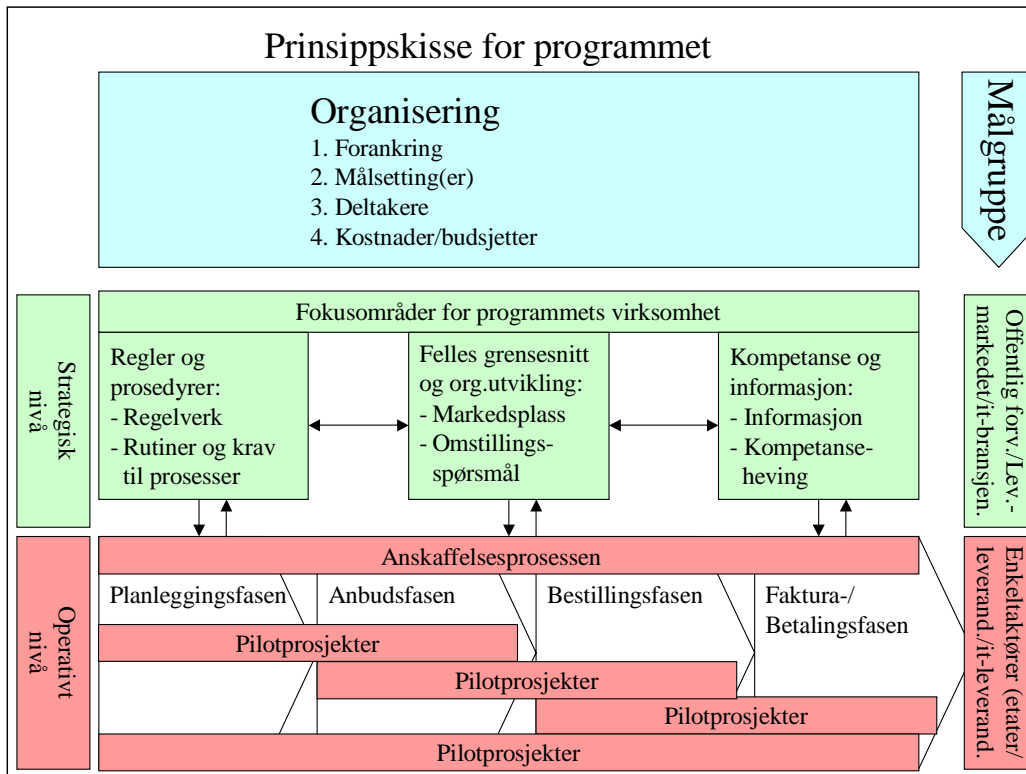 Prinsippskisse for programmet
Organisering
1. Forankring
2. Målsetting(er)
3. Deltakere
4. Kostnader/budsjetter
Målgruppe
Strategisk
nivå
Fokusområder for programmets virksomhet
Regler og
prosedyrer:
- Regelverk
- Rutiner og krav
til prosesser
Felles grensesnitt
og org.utvikling:
- Markedsplass
- Omstillings-
spørsmål
Kompetanse og
informasjon:
- Informasjon
- Kompetanse-
heving
Offentlig forv./Lev.-
markedet/it-bransjen.
Operativt
nivå
Anskaffelsesprosessen
Planleggingsfasen
Anbudsfasen
Bestillingsfasen
Faktura-/
Betalingsfasen
Pilotprosjekter
Pilotprosjekter
Pilotprosjekter
Pilotprosjekter
Enkeltaktører (etater/
leverand./it-leverand.